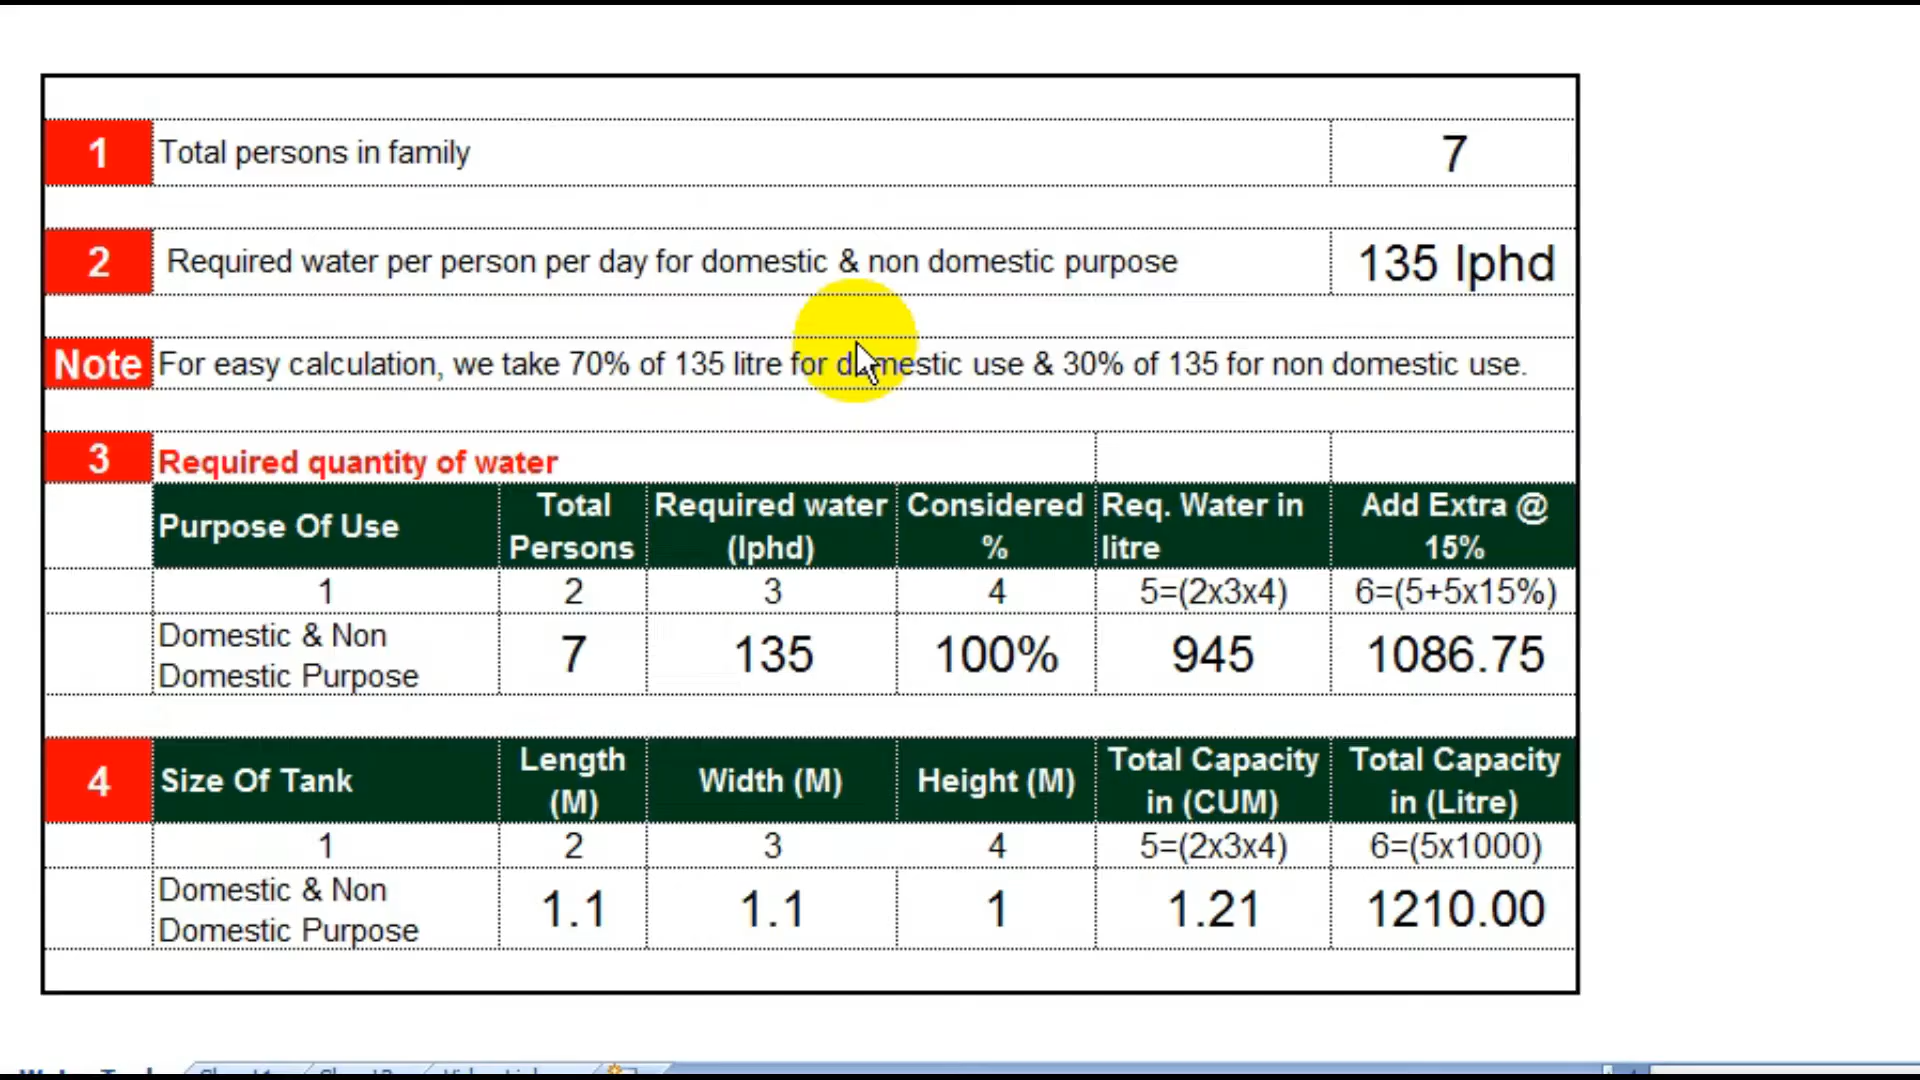 1 Total persons in family 7
2 Required water per person per day for domestic & non domestic purpose 135 lphd
Note For easy calculation, we take 70% of 135 litre for domestic use & 30% of 135 for non domestic use.
3 Required quantity of water
Purpose Of Use Total Persons Required water (lphd) Considered % Req. Water in litre Add Extra @ 15%
1 2 3 4 5=(2x3x4) 6=(5+5x15%)
Domestic & Non Domestic Purpose 7 135 100% 945 1086.75
4 Size Of Tank Length (M) Width (M) Height (M) Total Capacity in (CUM) Total Capacity in (Litre)
1 2 3 4 5=(2x3x4) 6=(5x1000)
Domestic & Non Domestic Purpose 1.1 1.1 1 1.21 1210.00